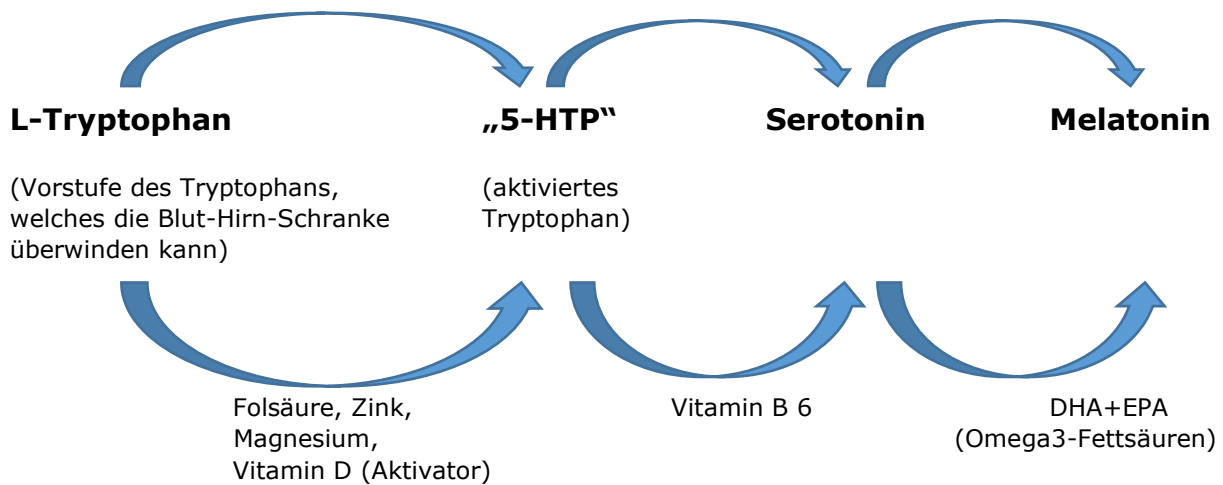 L-Tryptophan
„5-HTP“
Serotonin
Melatonin
(Vorstufe des Tryptophans,
welches die Blut-Hirn-Schranke
überwinden kann)
(aktiviertes
Tryptophan)
Folsäure, Zink,
Magnesium,
Vitamin D (Aktivator)
Vitamin B 6
DHA+EPA
(Omega3-Fettsäuren)